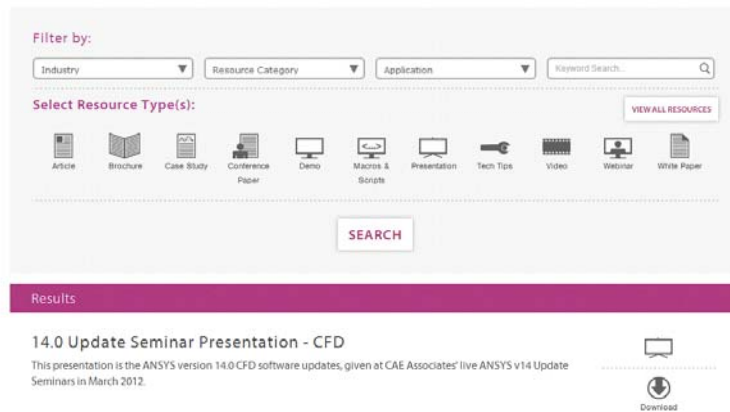 Filter by:
Industry
Resource Category
Application
Keyword Search...
Select Resource Type(s):
VIEW ALL RESOURCES
Article
Brochure
Case Study
Conference
Paper
Demo
Macros &
Scripts
Presentation
Tech Tips
Video
Webinar
White Paper
SEARCH
Results
14.0 Update Seminar Presentation - CFD
This presentation is the ANSYS version 14.0 CFD software updates, given at CAE Associates' live ANSYS v14 Update
Seminars in March 2012.
Download